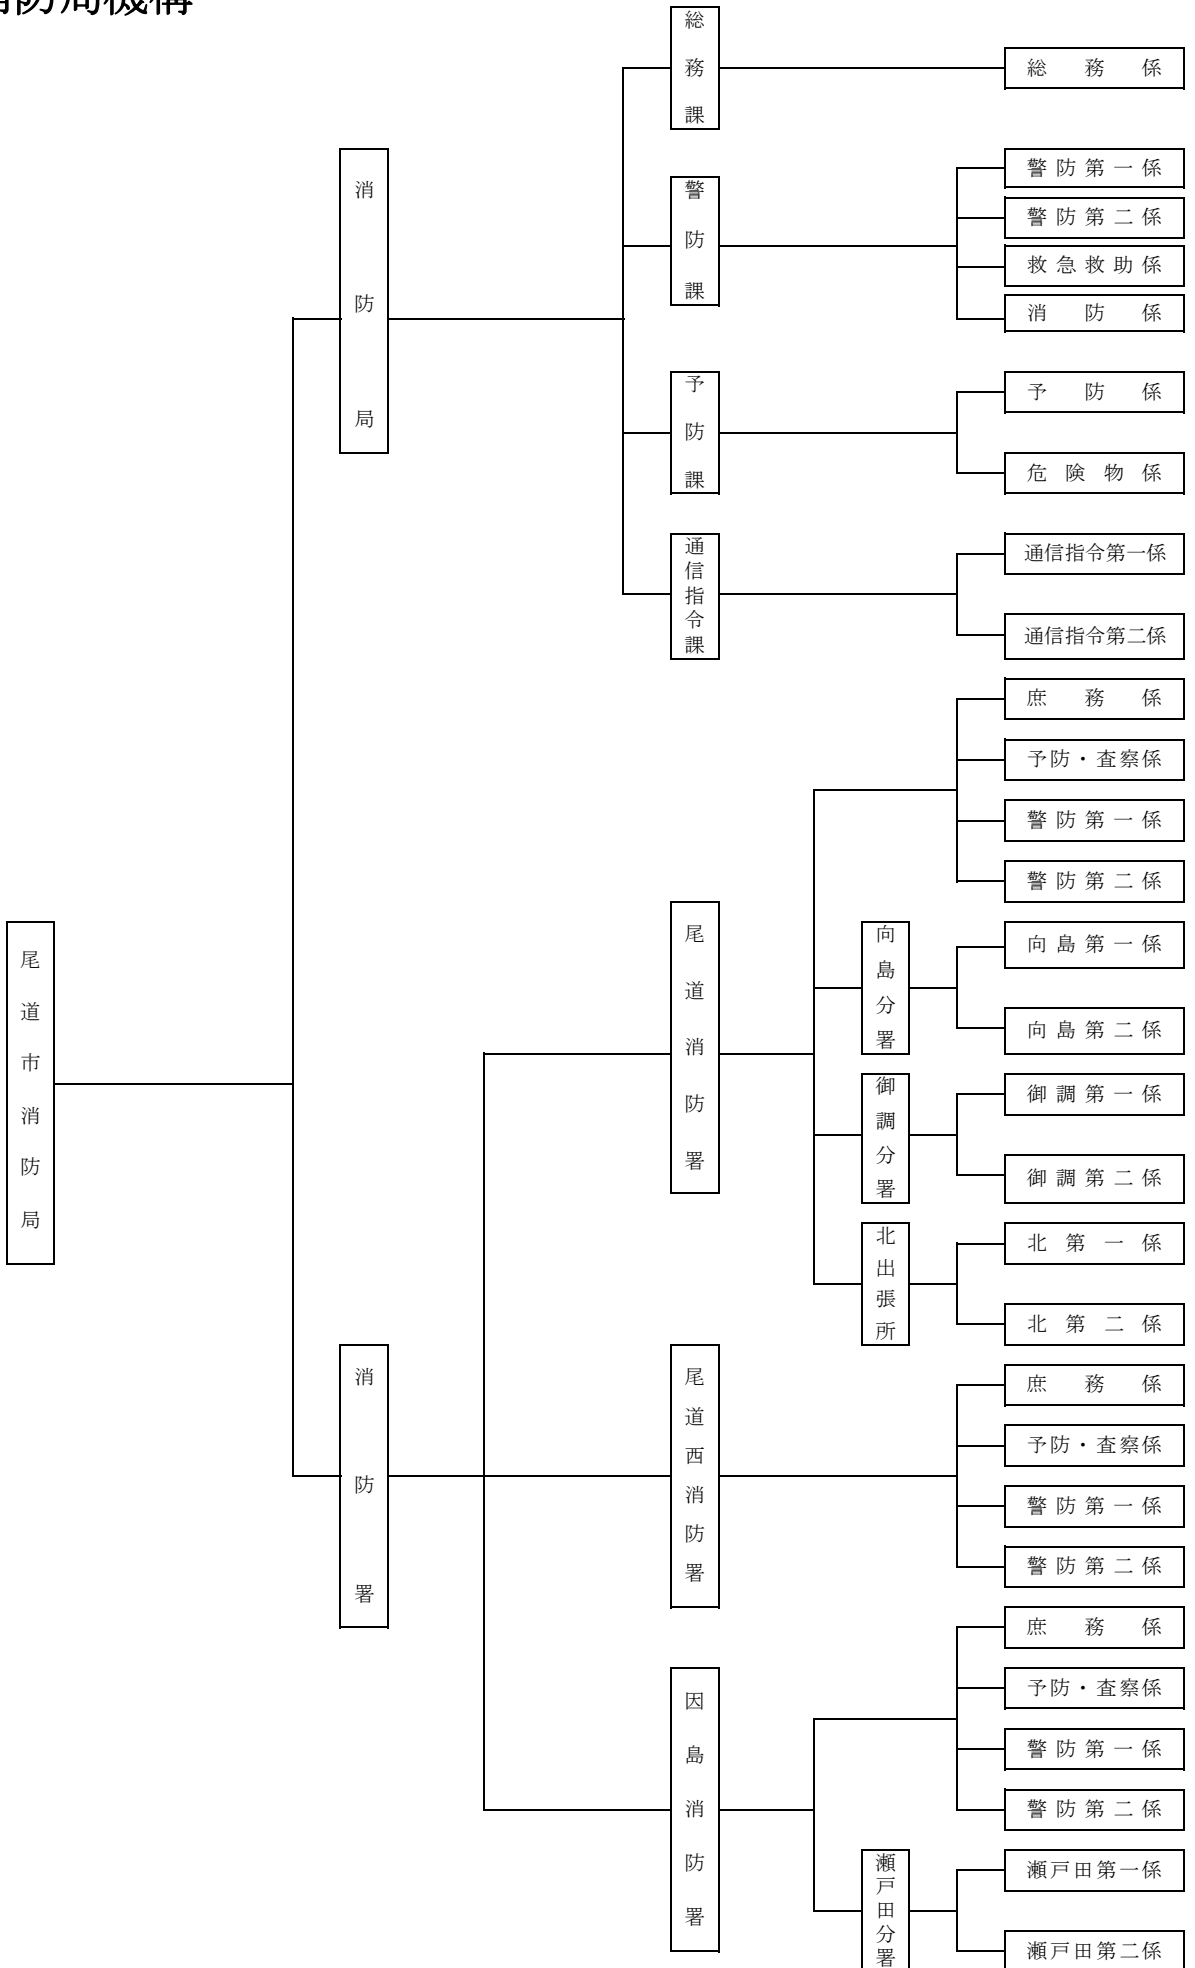 消防局機構
尾道市消防局
消防局
総務課
総務係
警防課
警防第一係
警防第二係
救急救助係
消防係
予防課
予防係
危険物係
通信指令課
通信指令第一係
通信指令第二係
消防署
尾道消防署
庶務係
予防・査察係
警防第一係
警防第二係
向島分署
向島第一係
向島第二係
御調分署
御調第一係
御調第二係
北出張所
北第一係
北第二係
尾道西消防署
庶務係
予防・査察係
警防第一係
警防第二係
因島消防署
庶務係
予防・査察係
警防第一係
警防第二係
瀬戸田分署
瀬戸田第一係
瀬戸田第二係